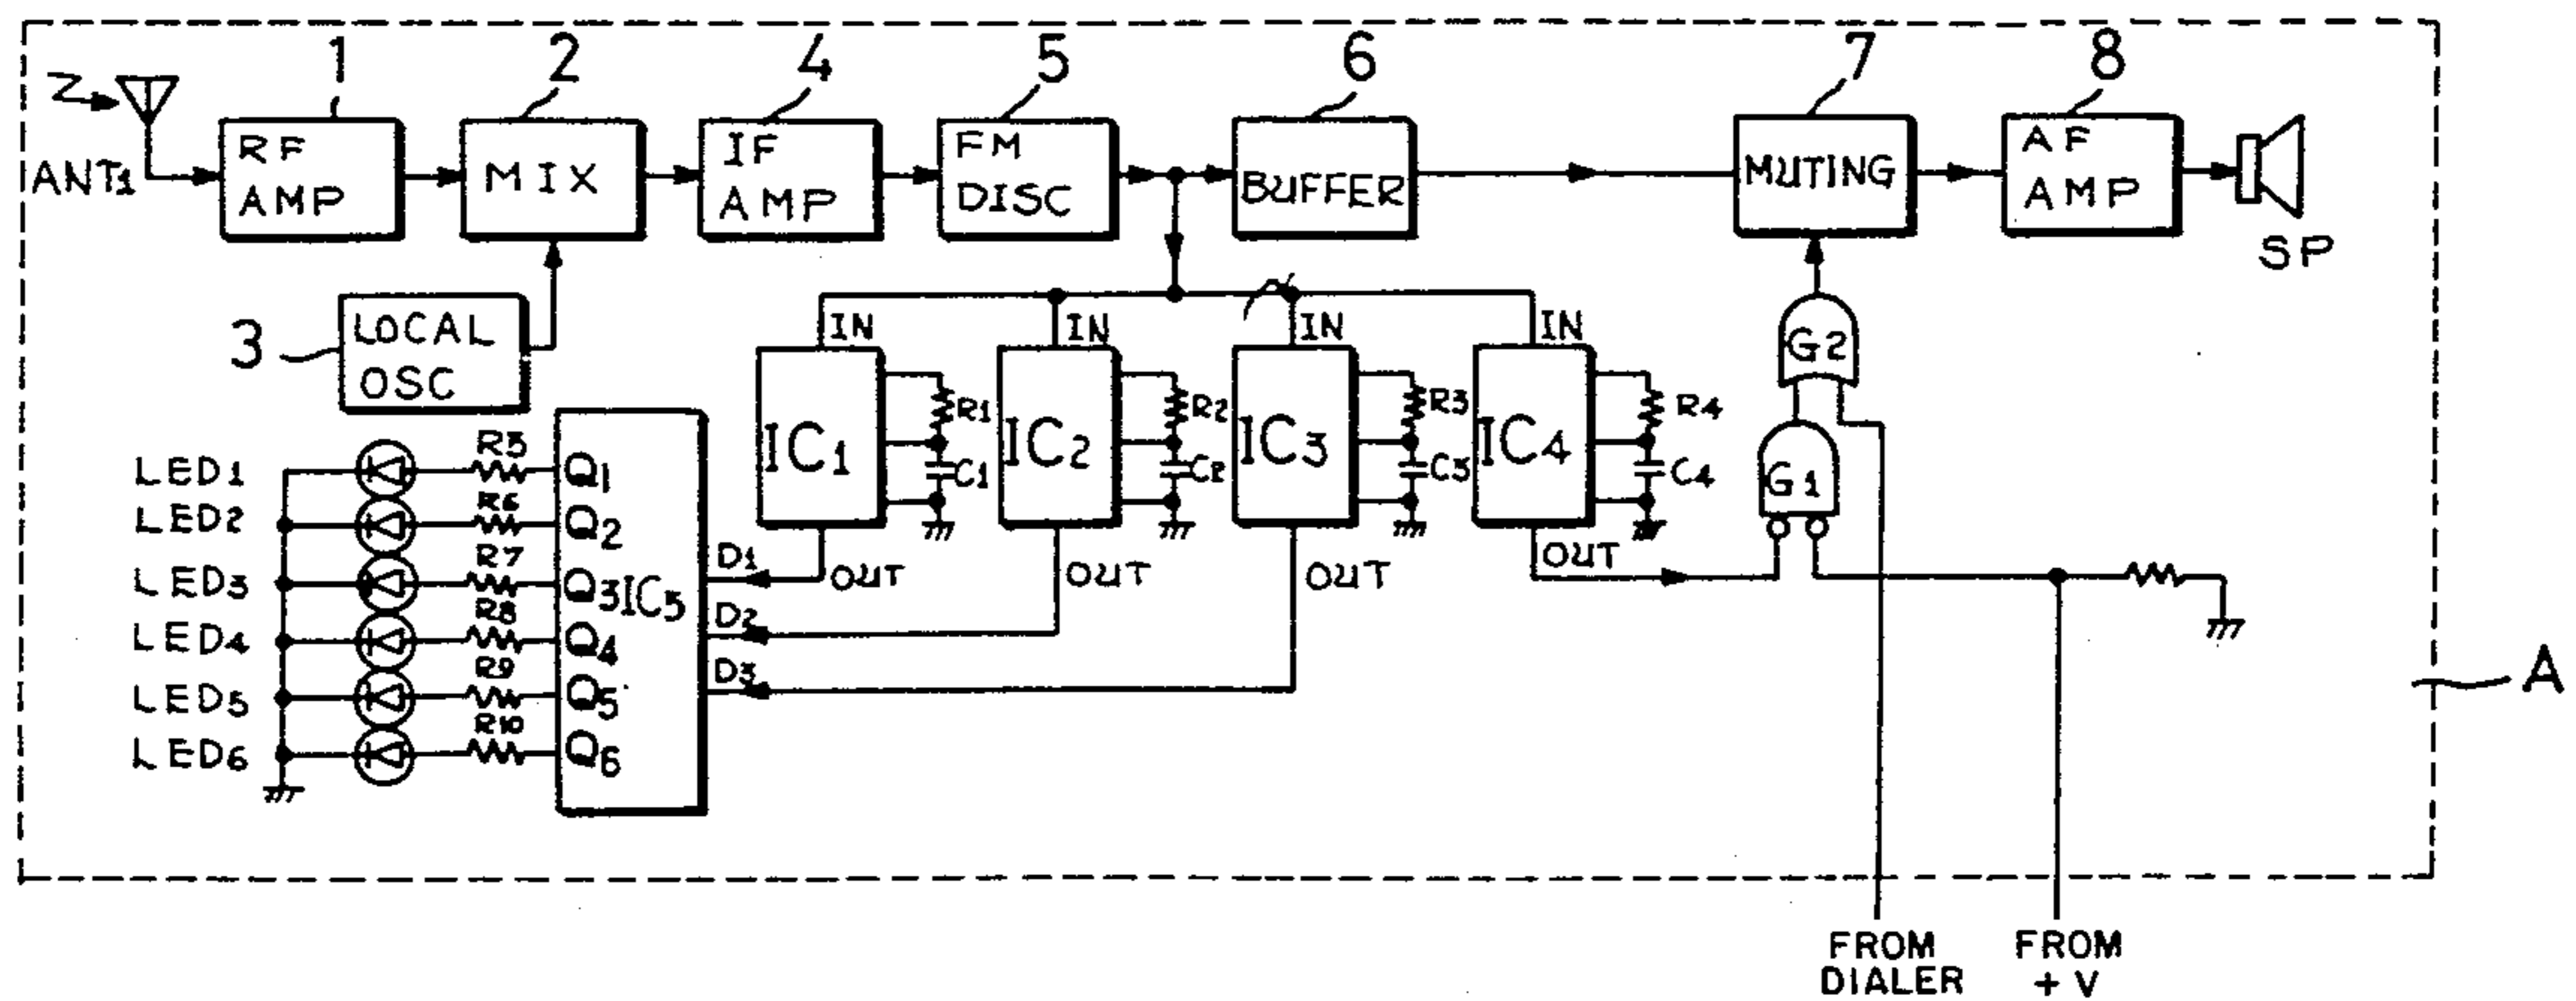 1
2
4
5
6
7
8
ANT1
RF
AMP
MIX
IF
AMP
FM
DISC
BUFFER
MUTING
AF
AMP
SP
3
LOCAL
OSC
IN
IN
IN
IN
G2
IC1
R1
C1
IC2
R2
C2
IC3
R3
C3
IC4
R4
C4
G1
LED1
R5
Q1
LED2
R6
Q2
LED3
R7
Q3
IC5
LED4
R8
Q4
LED5
R9
Q5
LED6
R10
Q6
D1
OUT
D2
OUT
D3
OUT
OUT
A
FROM
DIALER
FROM
+ V